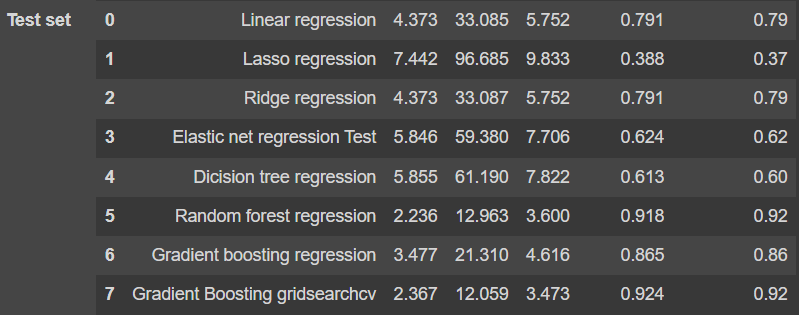 Test set 0 Linear regression 4.373 33.085 5.752 0.791 0.79
1 Lasso regression 7.442 96.685 9.833 0.388 0.37
2 Ridge regression 4.373 33.087 5.752 0.791 0.79
3 Elastic net regression Test 5.846 59.380 7.706 0.624 0.62
4 Dicision tree regression 5.855 61.190 7.822 0.613 0.60
5 Random forest regression 2.236 12.963 3.600 0.918 0.92
6 Gradient boosting regression 3.477 21.310 4.616 0.865 0.86
7 Gradient Boosting gridsearchcv 2.367 12.059 3.473 0.924 0.92